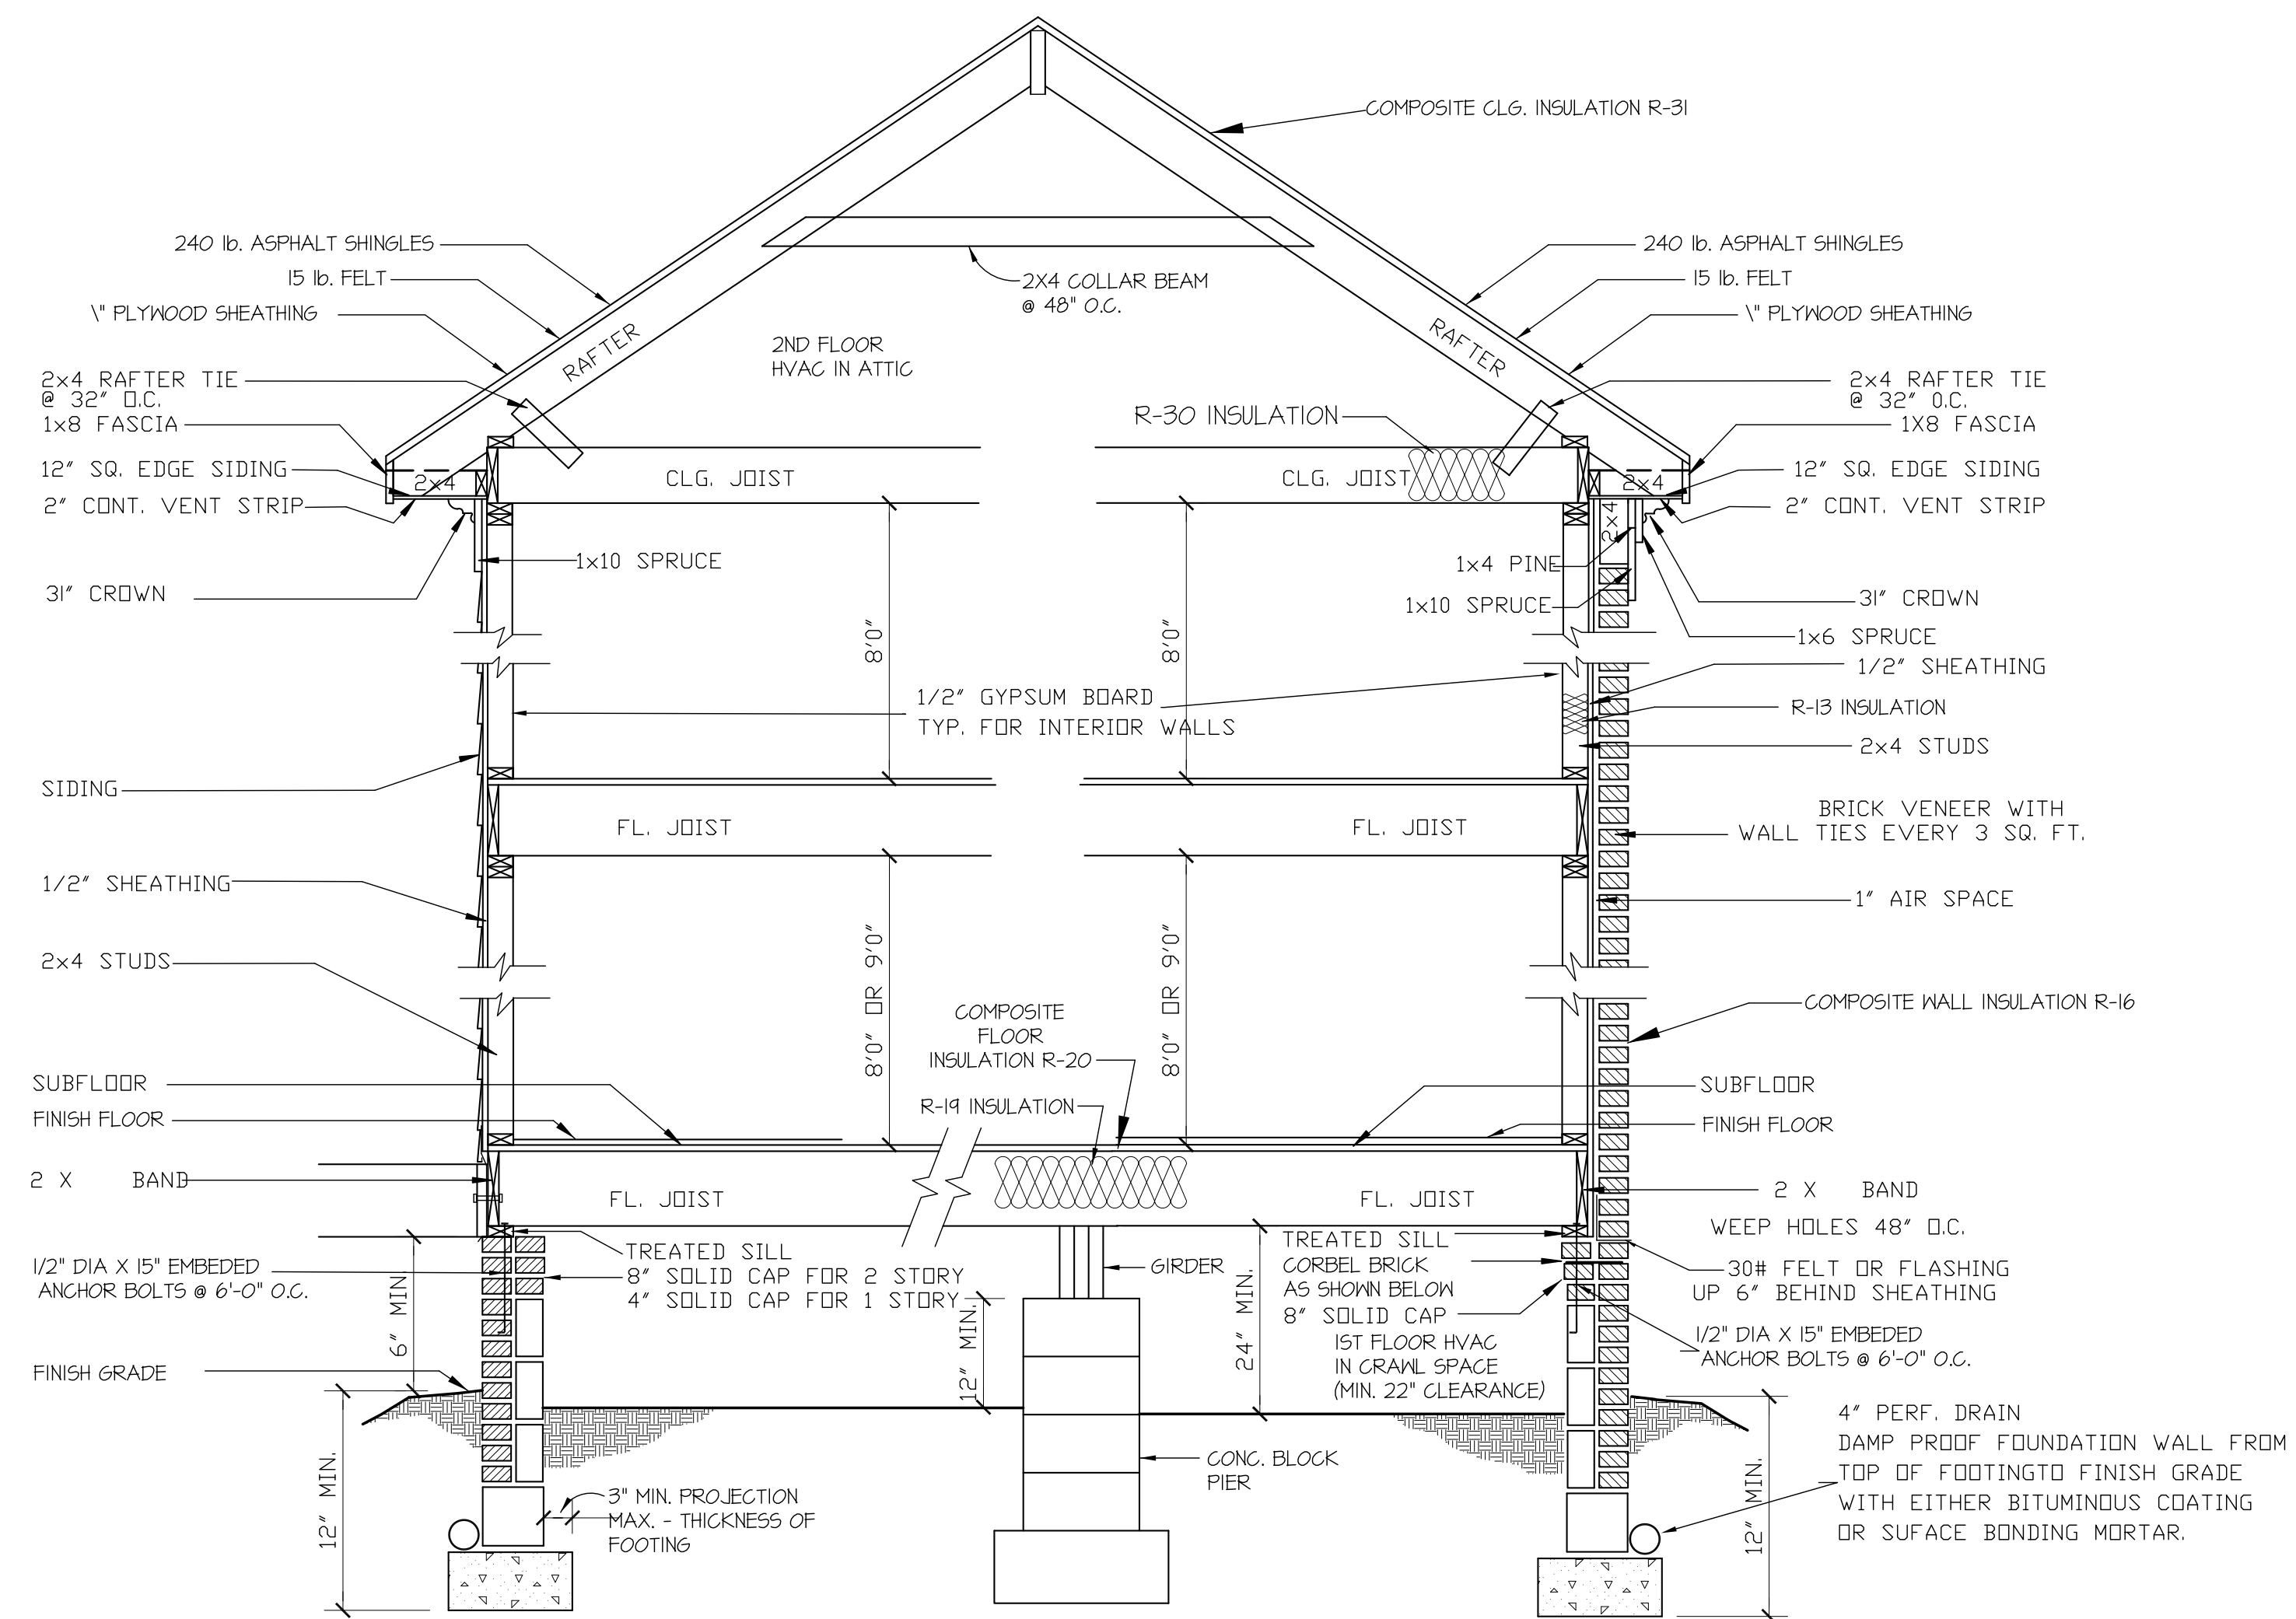 COMPOSITE CLG. INSULATION R-31
240 lb. ASPHALT SHINGLES
15 lb. FELT
\" PLYWOOD SHEATHING
2x4 RAFTER TIE
@ 32" O.C.
1x8 FASCIA
12" SQ. EDGE SIDING
2" CONT. VENT STRIP
31" CROWN
SIDING
1/2" SHEATHING
2x4 STUDS
SUBFLOOR
FINISH FLOOR
2 X BAND
1/2" DIA X 15" EMBEDED
ANCHOR BOLTS @ 6'-0" O.C.
FINISH GRADE
12" MIN.
6" MIN.
RAFTER
2x4
1x10 SPRUCE
2X4 COLLAR BEAM
@ 48" O.C.
2ND FLOOR
HVAC IN ATTIC
R-30 INSULATION
CLG. JOIST
CLG. JOIST
8'0"
8'0"
1/2" GYPSUM BOARD
TYP. FOR INTERIOR WALLS
FL. JOIST
FL. JOIST
8'0" OR 9'0"
8'0" OR 9'0"
COMPOSITE
FLOOR
INSULATION R-20
R-19 INSULATION
FL. JOIST
FL. JOIST
TREATED SILL
8" SOLID CAP FOR 2 STORY
4" SOLID CAP FOR 1 STORY
12" MIN.
GIRDER
24" MIN.
TREATED SILL
CORBEL BRICK
AS SHOWN BELOW
8" SOLID CAP
1ST FLOOR HVAC
IN CRAWL SPACE
(MIN. 22" CLEARANCE)
CONC. BLOCK
PIER
3" MIN. PROJECTION
MAX. - THICKNESS OF
FOOTING
RAFTER
240 lb. ASPHALT SHINGLES
15 lb. FELT
\" PLYWOOD SHEATHING
2x4 RAFTER TIE
@ 32" O.C.
1X8 FASCIA
12" SQ. EDGE SIDING
2x4
2" CONT. VENT STRIP
2x4
1x4 PINE
1x10 SPRUCE
31" CROWN
1x6 SPRUCE
1/2" SHEATHING
R-13 INSULATION
2x4 STUDS
BRICK VENEER WITH
WALL TIES EVERY 3 SQ. FT.
1" AIR SPACE
COMPOSITE WALL INSULATION R-16
SUBFLOOR
FINISH FLOOR
2 X BAND
WEEP HOLES 48" O.C.
30# FELT OR FLASHING
UP 6" BEHIND SHEATHING
1/2" DIA X 15" EMBEDED
ANCHOR BOLTS @ 6'-0" O.C.
12" MIN.
4" PERF. DRAIN
DAMP PROOF FOUNDATION WALL FROM
TOP OF FOOTINGTO FINISH GRADE
WITH EITHER BITUMINOUS COATING
OR SUFACE BONDING MORTAR.